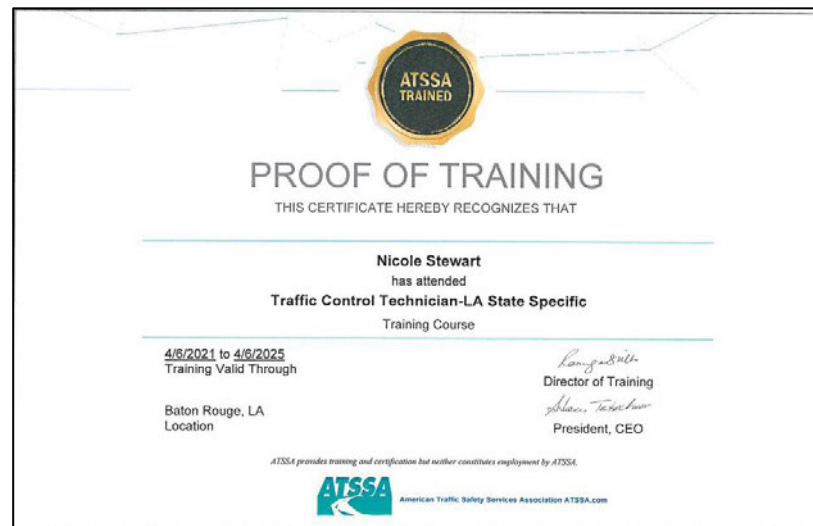 ATSSA
TRAINED
PROOF OF TRAINING
THIS CERTIFICATE HEREBY RECOGNIZES THAT
Nicole Stewart
has attended
Traffic Control Technician-LA State Specific
Training Course
4/6/2021 to 4/6/2025
Training Valid Through
Director of Training
Baton Rouge, LA
Location
President, CEO
ATSSA provides training and certification but neither constitutes employment by ATSSA.
ATSSA
American Traffic Safety Services Association ATSSA.com